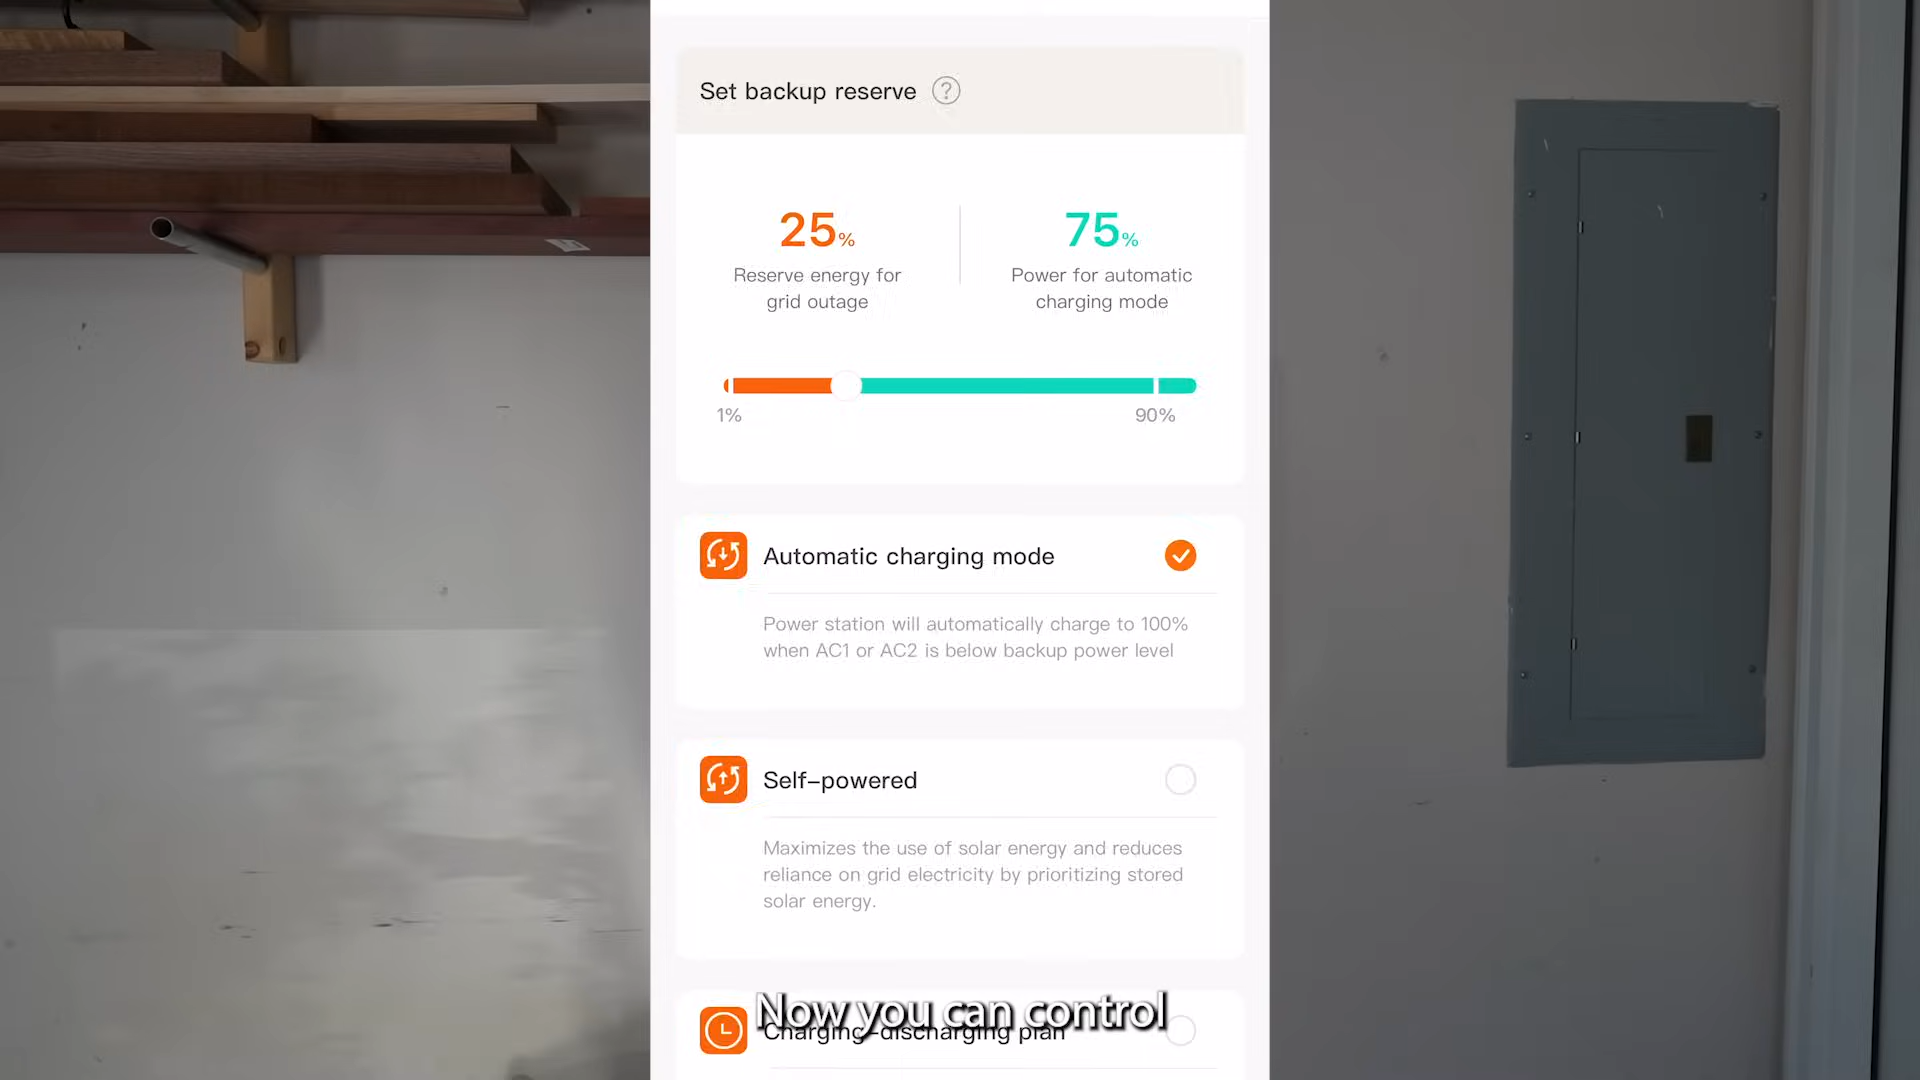 Set backup reserve ?
25% 75%
Reserve energy for
grid outage
Power for automatic
charging mode
1% 90%
Automatic charging mode
Power station will automatically charge to 100%
when AC1 or AC2 is below backup power level
Self-powered
Maximizes the use of solar energy and reduces
reliance on grid electricity by prioritizing stored
solar energy.
Now you can control
Charging-discharging plan